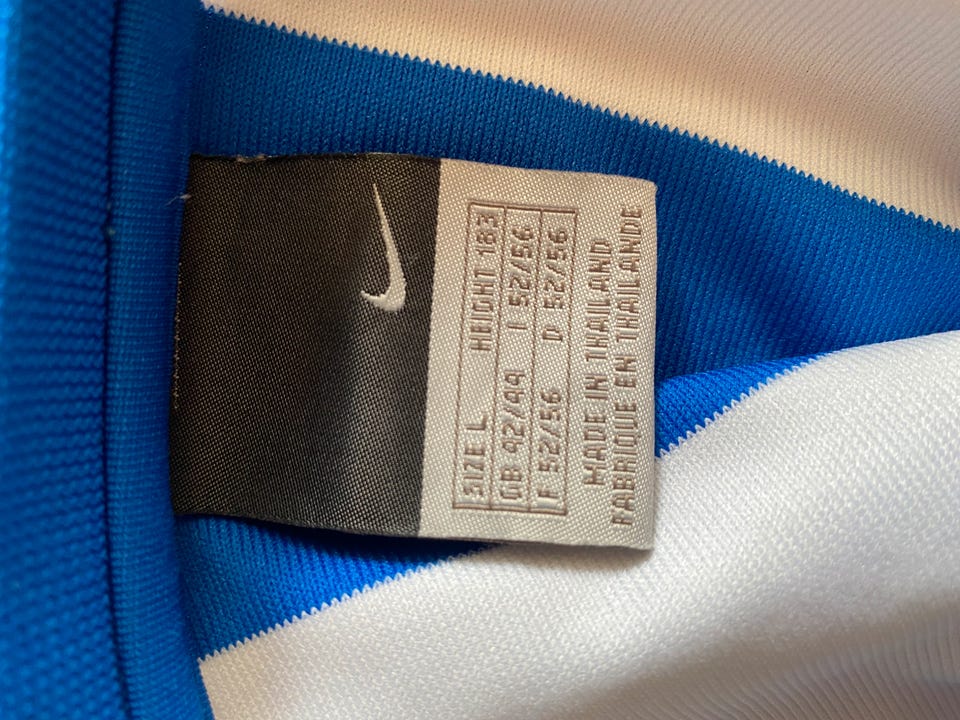 SIZE L HEIGHT 183
GB 42/44 I 52/56
F 52/56 D 52/56
MADE IN THAILAND
FABRIQUE EN THAILANDE